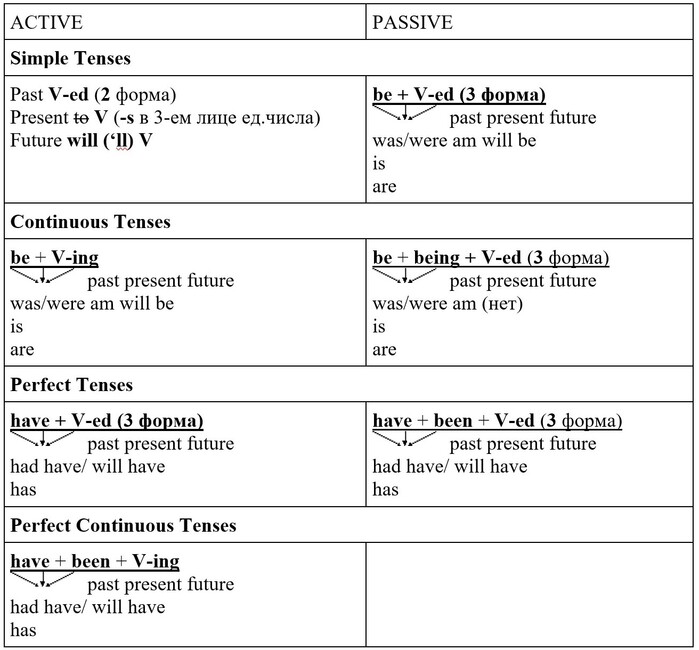 ACTIVE
PASSIVE
Simple Tenses
Past V-ed (2 форма)
Present to V (-s в 3-ем лице ед.числа)
Future will (‘ll) V
be + V-ed (3 форма)
past present future
was/were am will be
is
are
Continuous Tenses
be + V-ing
past present future
was/were am will be
is
are
be + being + V-ed (3 форма)
past present future
was/were am (нет)
is
are
Perfect Tenses
have + V-ed (3 форма)
past present future
had have/ will have
has
have + been + V-ed (3 форма)
past present future
had have/ will have
has
Perfect Continuous Tenses
have + been + V-ing
past present future
had have/ will have
has